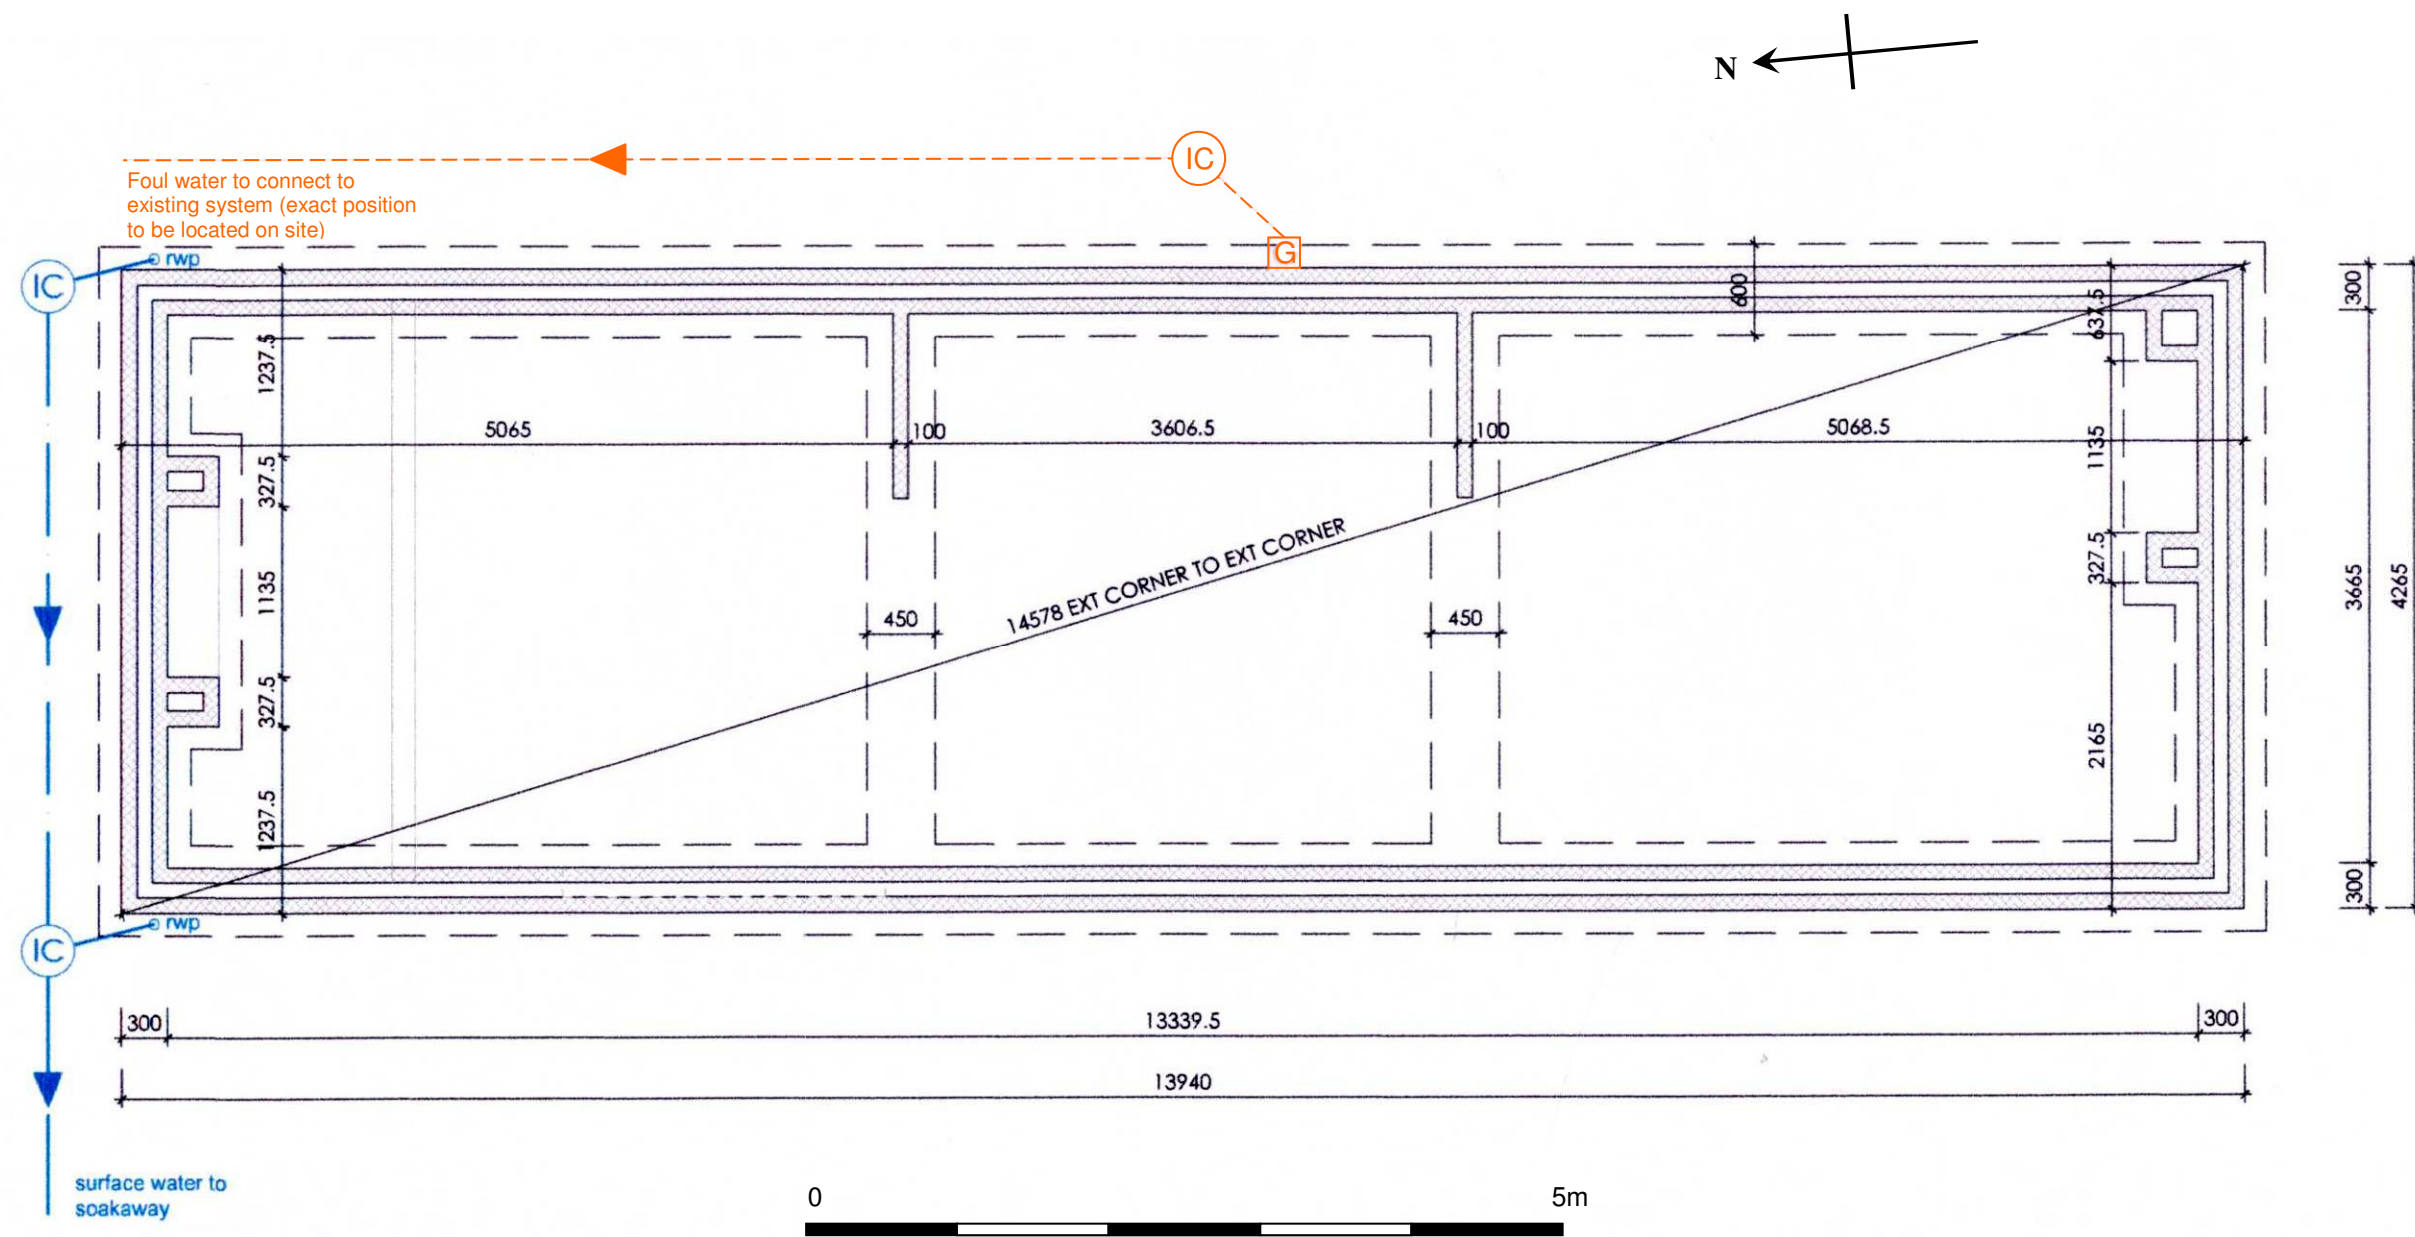 N
IC
Foul water to connect to
existing system (exact position
to be located on site)
G
rwp
IC
600
300
637.5
1237.5
5065
100
3606.5
100
5068.5
1135
327.5
327.5
14578 EXT CORNER TO EXT CORNER
1135
450
450
3665
4265
327.5
2165
1237.5
300
rwp
IC
300
13339.5
300
13940
surface water to
soakaway
0
5m